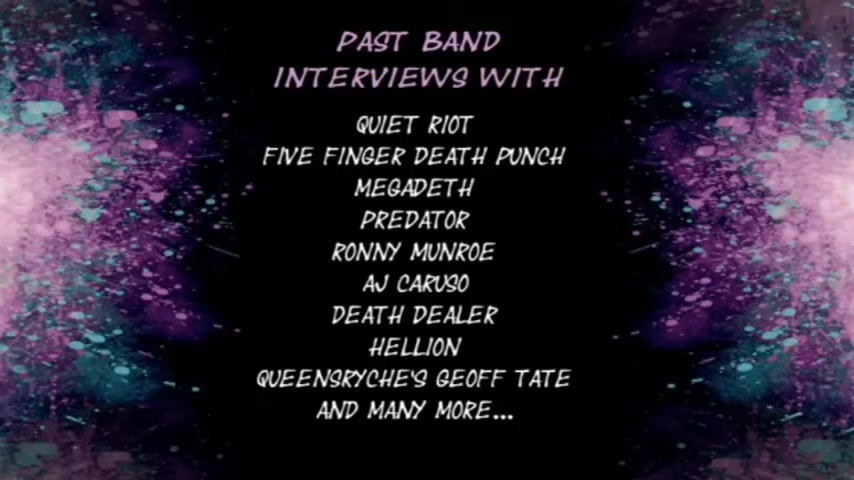 PAST BAND
INTERVIEWS WITH
QUIET RIOT
FIVE FINGER DEATH PUNCH
MEGADETH
PREDATOR
RONNY MUNROE
AJ CARUSO
DEATH DEALER
HELLION
QUEENSRYCHE'S GEOFF TATE
AND MANY MORE...